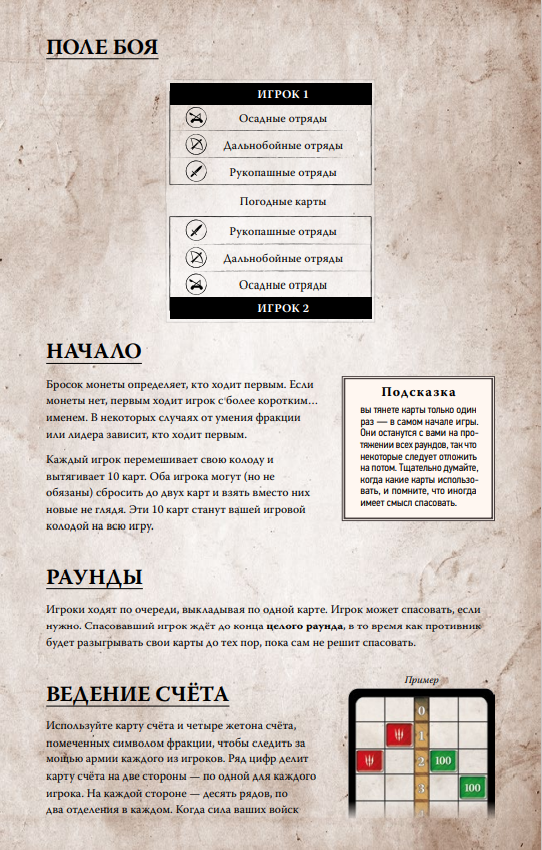 ПОЛЕ БОЯ
ИГРОК 1
Осадные отряды
Дальнобойные отряды
Рукопашные отряды
Погодные карты
Рукопашные отряды
Дальнобойные отряды
Осадные отряды
ИГРОК 2
НАЧАЛО
Бросок монеты определяет, кто ходит первым. Если
монеты нет, первым ходит игрок с более коротким…
именем. В некоторых случаях от умения фракции
или лидера зависит, кто ходит первым.
Каждый игрок перемешивает свою колоду и
вытягивает 10 карт. Оба игрока могут (но не
обязаны) сбросить до двух карт и взять вместо них
новые не глядя. Эти 10 карт станут вашей игровой
колодой на всю игру.
Подсказка
вы тянете карты только один
раз — в самом начале игры.
Они останутся с вами на про-
тяжении всех раундов, так что
некоторые следует отложить
на потом. Тщательно думайте,
когда какие карты использо-
вать, и помните, что иногда
имеет смысл спасовать.
РАУНДЫ
Игроки ходят по очереди, выкладывая по одной карте. Игрок может спасовать, если
нужно. Спасовавший игрок ждёт до конца целого раунда, в то время как противник
будет разыгрывать свои карты до тех пор, пока сам не решит спасовать.
ВЕДЕНИЕ СЧЁТА
Используйте карту счёта и четыре жетона счёта,
помеченных символом фракции, чтобы следить за
мощью армии каждого из игроков. Ряд цифр делит
карту счёта на две стороны — по одной для каждого
игрока. На каждой стороне — десять рядов, по
два отделения в каждом. Когда сила ваших войск
Пример
0
1
2
100
3
100